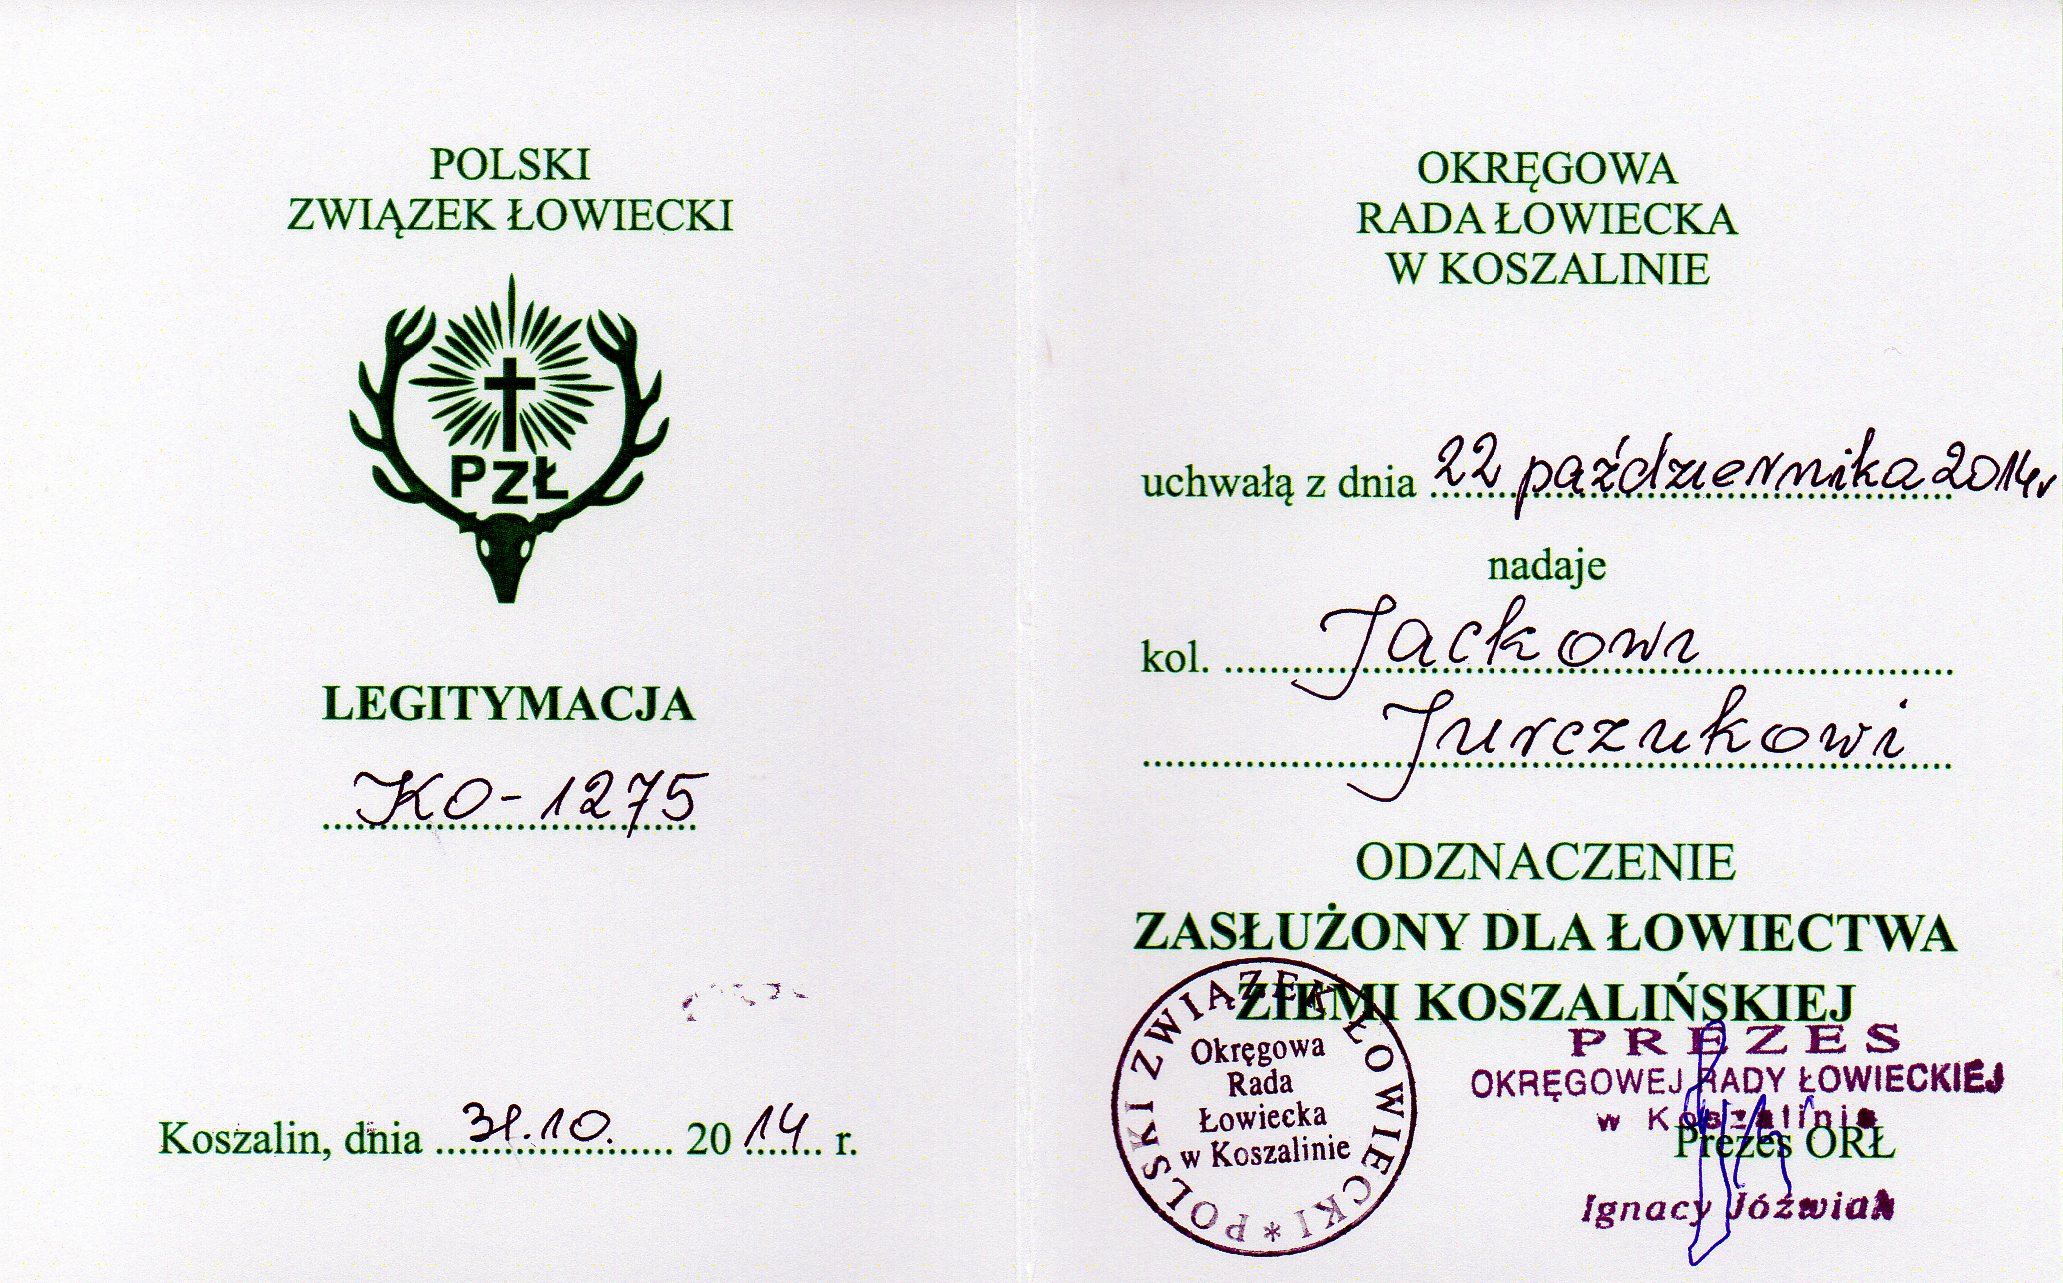 POLSKI
ZWIĄZEK ŁOWIECKI
PZŁ
LEGITYMACJA
KO-1275
Koszalin, dnia 31.10. 2014 r.
OKRĘGOWA
RADA ŁOWIECKA
W KOSZALINIE
uchwałą z dnia 22 października 2014r
nadaje
kol. Jackowi
Jurczukowi
ODZNACZENIE
ZASŁUŻONY DLA ŁOWIECTWA
ZIEMI KOSZALIŃSKIEJ
POLSKI ZWIĄZEK ŁOWIECKI *
Okręgowa
Rada
Łowiecka
w Koszalinie
PREZES
OKRĘGOWEJ RADY ŁOWIECKIEJ
w Koszalinie
Prezes ORŁ
Ignacy Jóźwiak